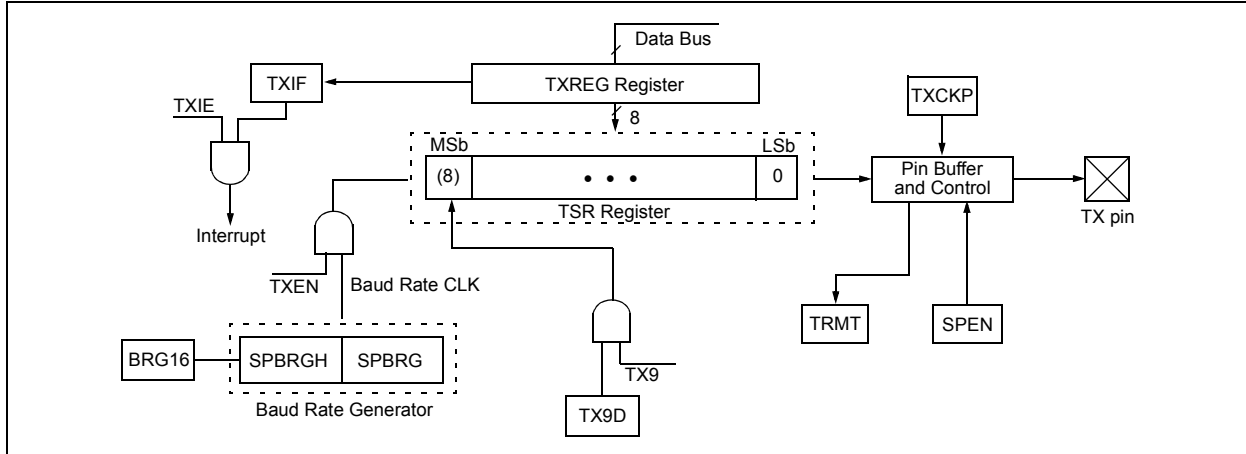 Data Bus
TXIF
TXREG Register
TXIE
8
TXCKP
MSb
LSb
(8)
• • •
0
Pin Buffer
and Control
TSR Register
TX pin
Interrupt
TXEN
Baud Rate CLK
TRMT
SPEN
BRG16
SPBRGH
SPBRG
TX9
Baud Rate Generator
TX9D